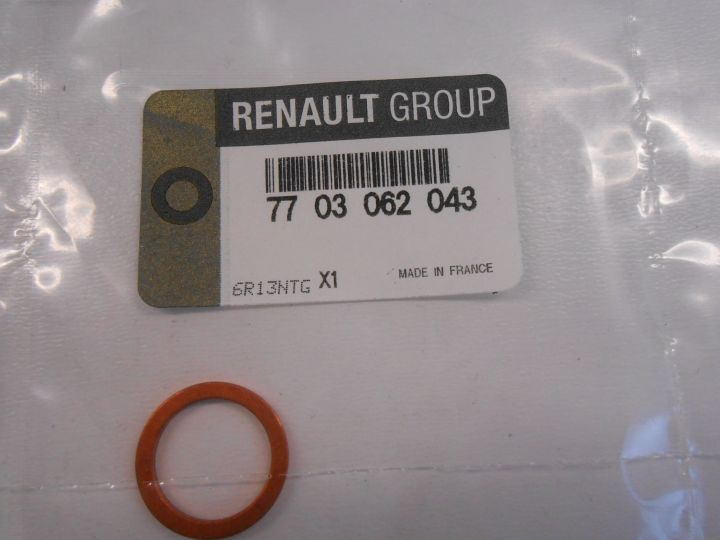 RENAULT GROUP
77 03 062 043
6R13NTG X1 MADE IN FRANCE